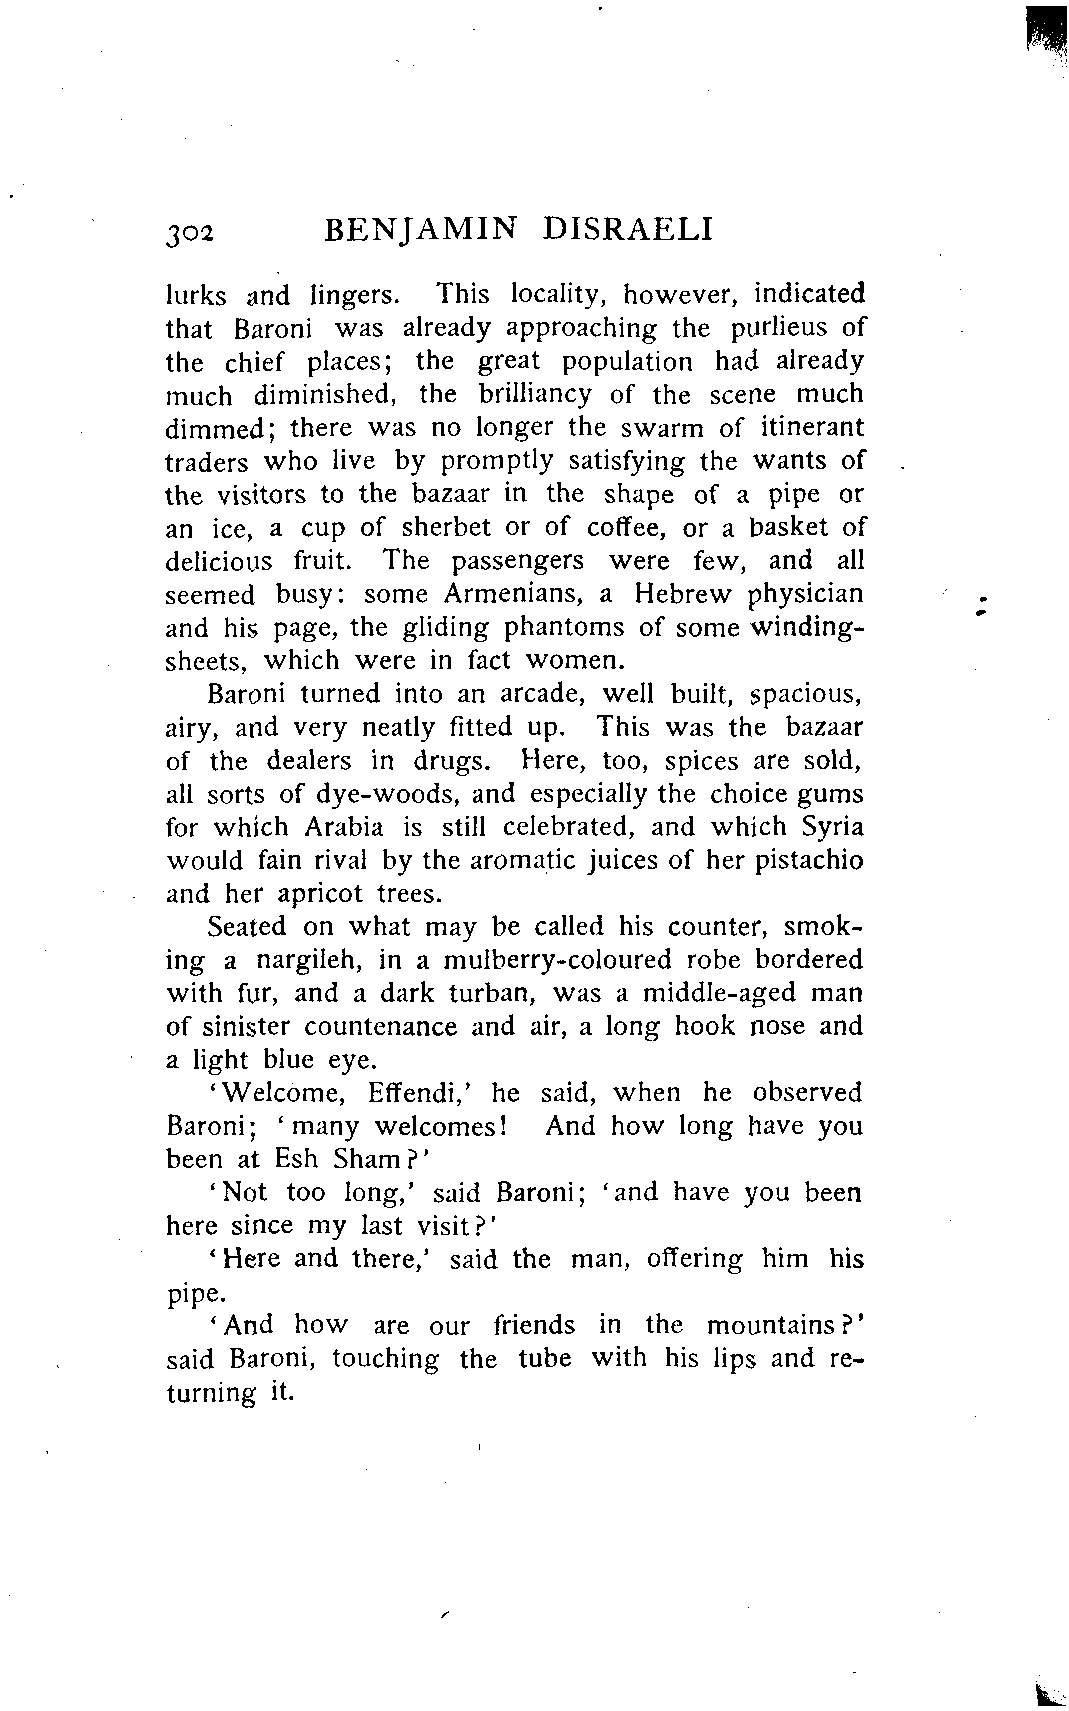 302 BENJAMIN DISRAELI
lurks and lingers. This locality, however, indicated
that Baroni was already approaching the purlieus of
the chief places; the great population had already
much diminished, the brilliancy of the scene much
dimmed; there was no longer the swarm of itinerant
traders who live by promptly satisfying the wants of
the visitors to the bazaar in the shape of a pipe or
an ice, a cup of sherbet or of coffee, or a basket of
delicious fruit. The passengers were few, and all
seemed busy: some Armenians, a Hebrew physician
and his page, the gliding phantoms of some winding-
sheets, which were in fact women.
Baroni turned into an arcade, well built, spacious,
airy, and very neatly fitted up. This was the bazaar
of the dealers in drugs. Here, too, spices are sold,
all sorts of dye-woods, and especially the choice gums
for which Arabia is still celebrated, and which Syria
would fain rival by the aromatic juices of her pistachio
and her apricot trees.
Seated on what may be called his counter, smok-
ing a nargileh, in a mulberry-coloured robe bordered
with fur, and a dark turban, was a middle-aged man
of sinister countenance and air, a long hook nose and
a light blue eye.
'Welcome, Effendi,' he said, when he observed
Baroni; 'many welcomes! And how long have you
been at Esh Sham?'
'Not too long,' said Baroni; 'and have you been
here since my last visit?'
'Here and there,' said the man, offering him his
pipe.
'And how are our friends in the mountains?'
said Baroni, touching the tube with his lips and re-
turning it.